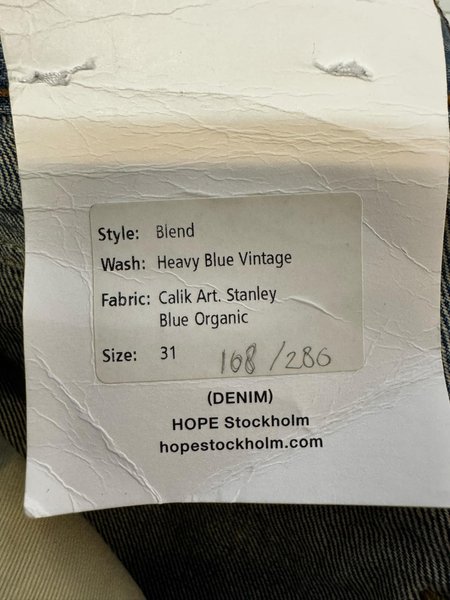 Style: Blend
Wash: Heavy Blue Vintage
Fabric: Calik Art. Stanley
Blue Organic
Size: 31 168/286
(DENIM)
HOPE Stockholm
hopestockholm.com